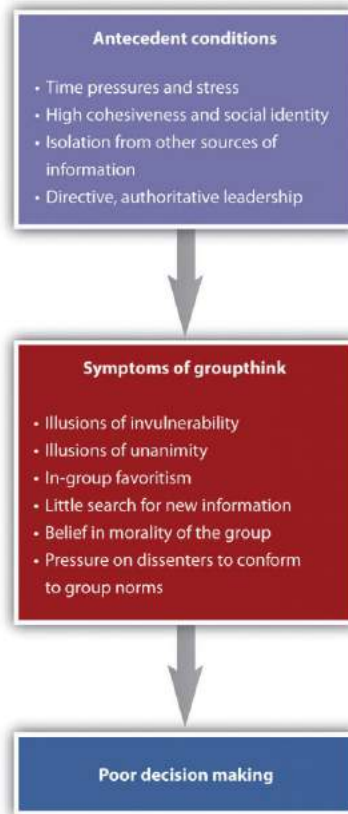 Antecedent conditions
• Time pressures and stress
• High cohesiveness and social identity
• Isolation from other sources of
information
• Directive, authoritative leadership
Symptoms of groupthink
• Illusions of invulnerability
• Illusions of unanimity
• In-group favoritism
• Little search for new information
• Belief in morality of the group
• Pressure on dissenters to conform
to group norms
Poor decision making